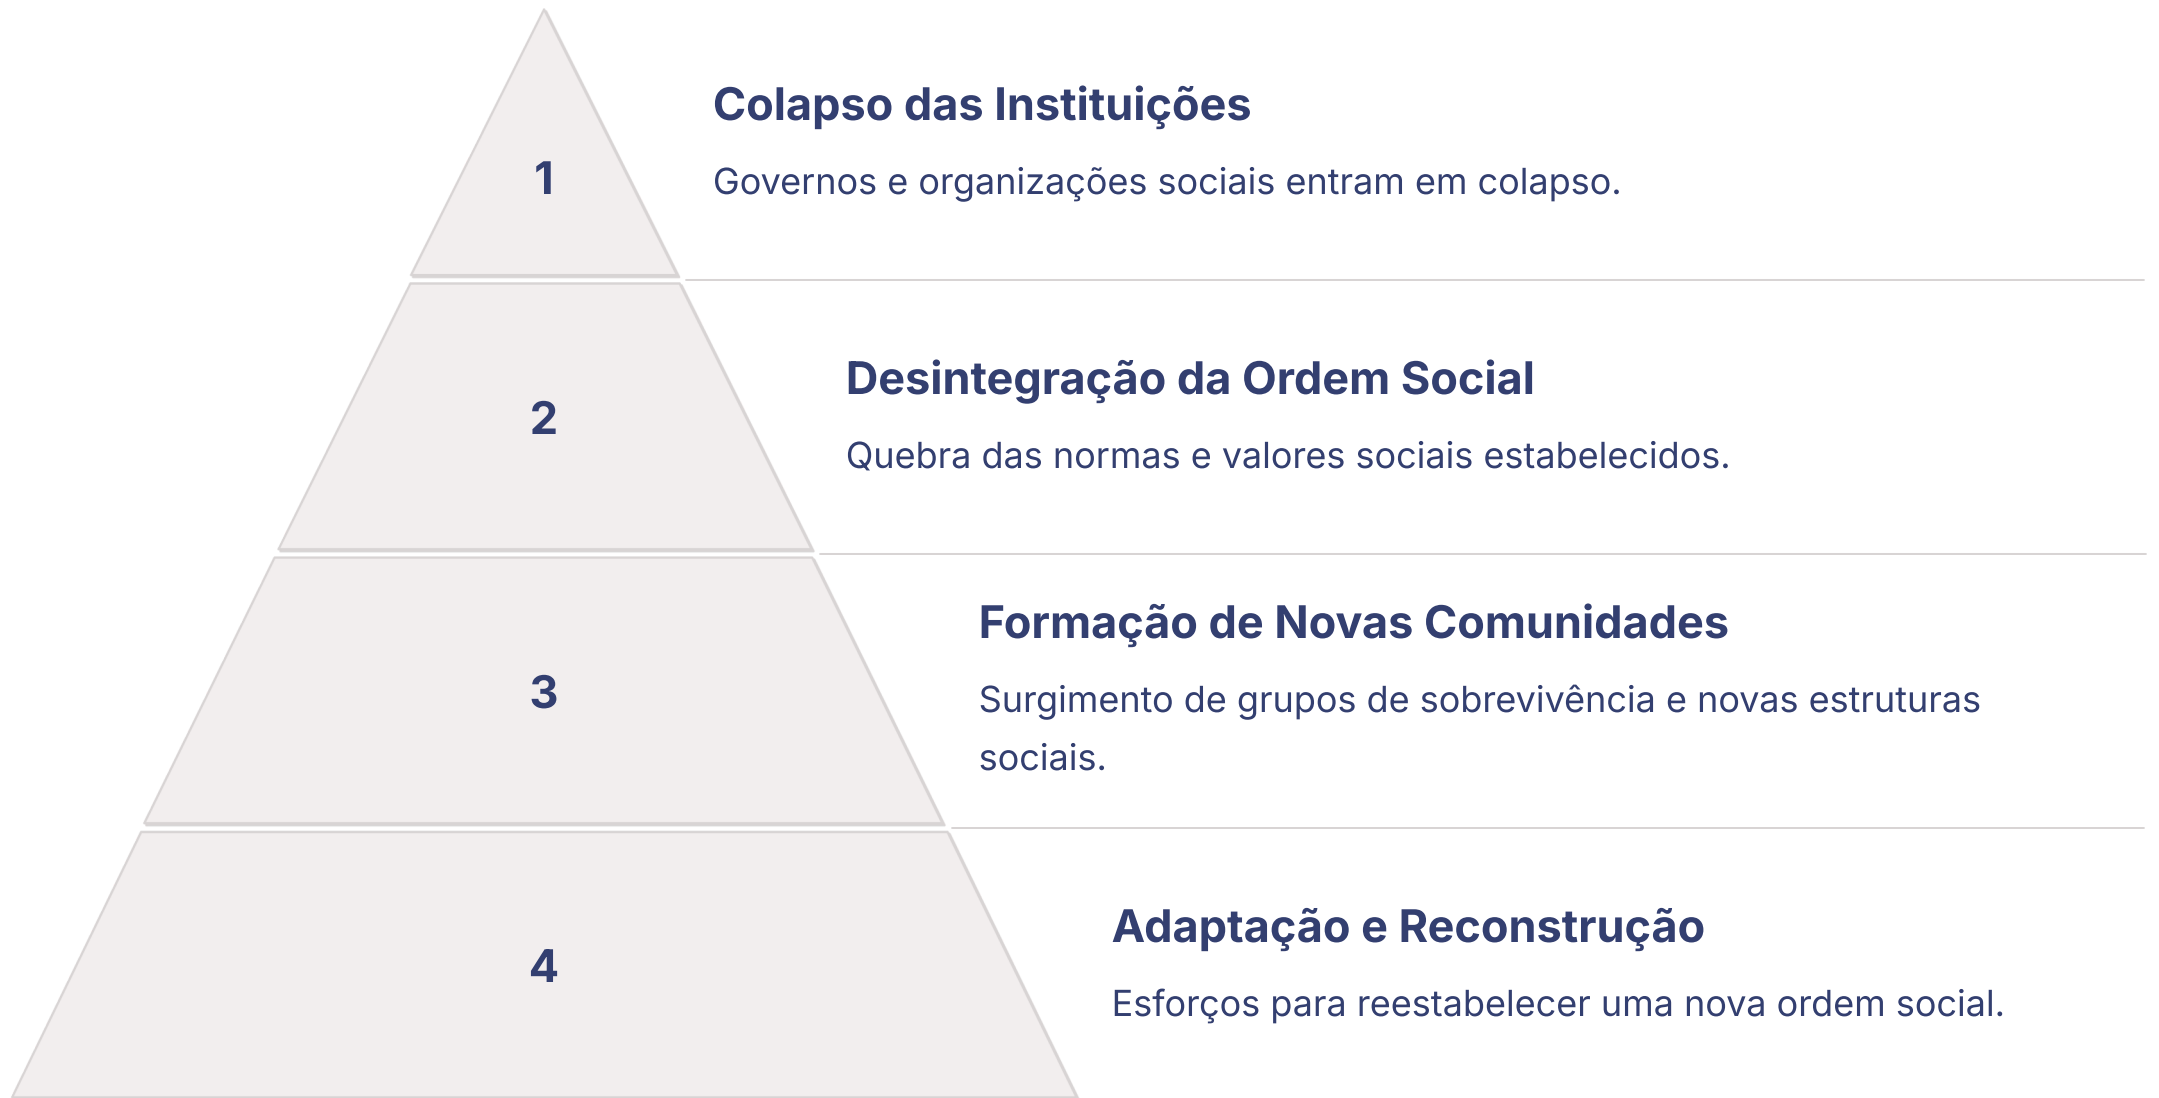 1
Colapso das Instituições
Governos e organizações sociais entram em colapso.
2
Desintegração da Ordem Social
Quebra das normas e valores sociais estabelecidos.
3
Formação de Novas Comunidades
Surgimento de grupos de sobrevivência e novas estruturas
sociais.
4
Adaptação e Reconstrução
Esforços para reestabelecer uma nova ordem social.